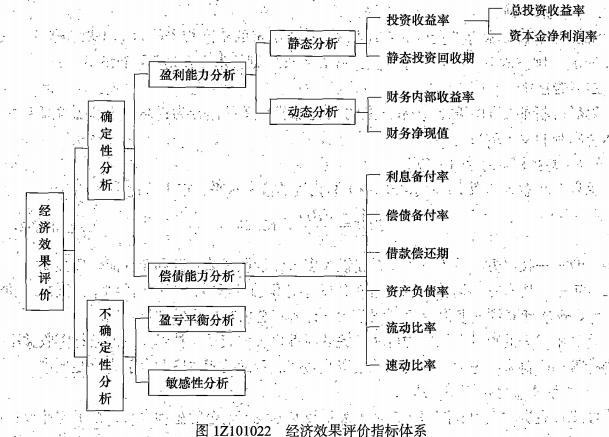 总投资收益率
投资收益率
资本金净利润率
静态分析
静态投资回收期
盈利能力分析
财务内部收益率
动态分析
财务净现值
确定性分析
利息备付率
偿债备付率
借款偿还期
经济效果评价
偿债能力分析
资产负债率
盈亏平衡分析
流动比率
不确定性分析
速动比率
敏感性分析
图 1Z101022 经济效果评价指标体系